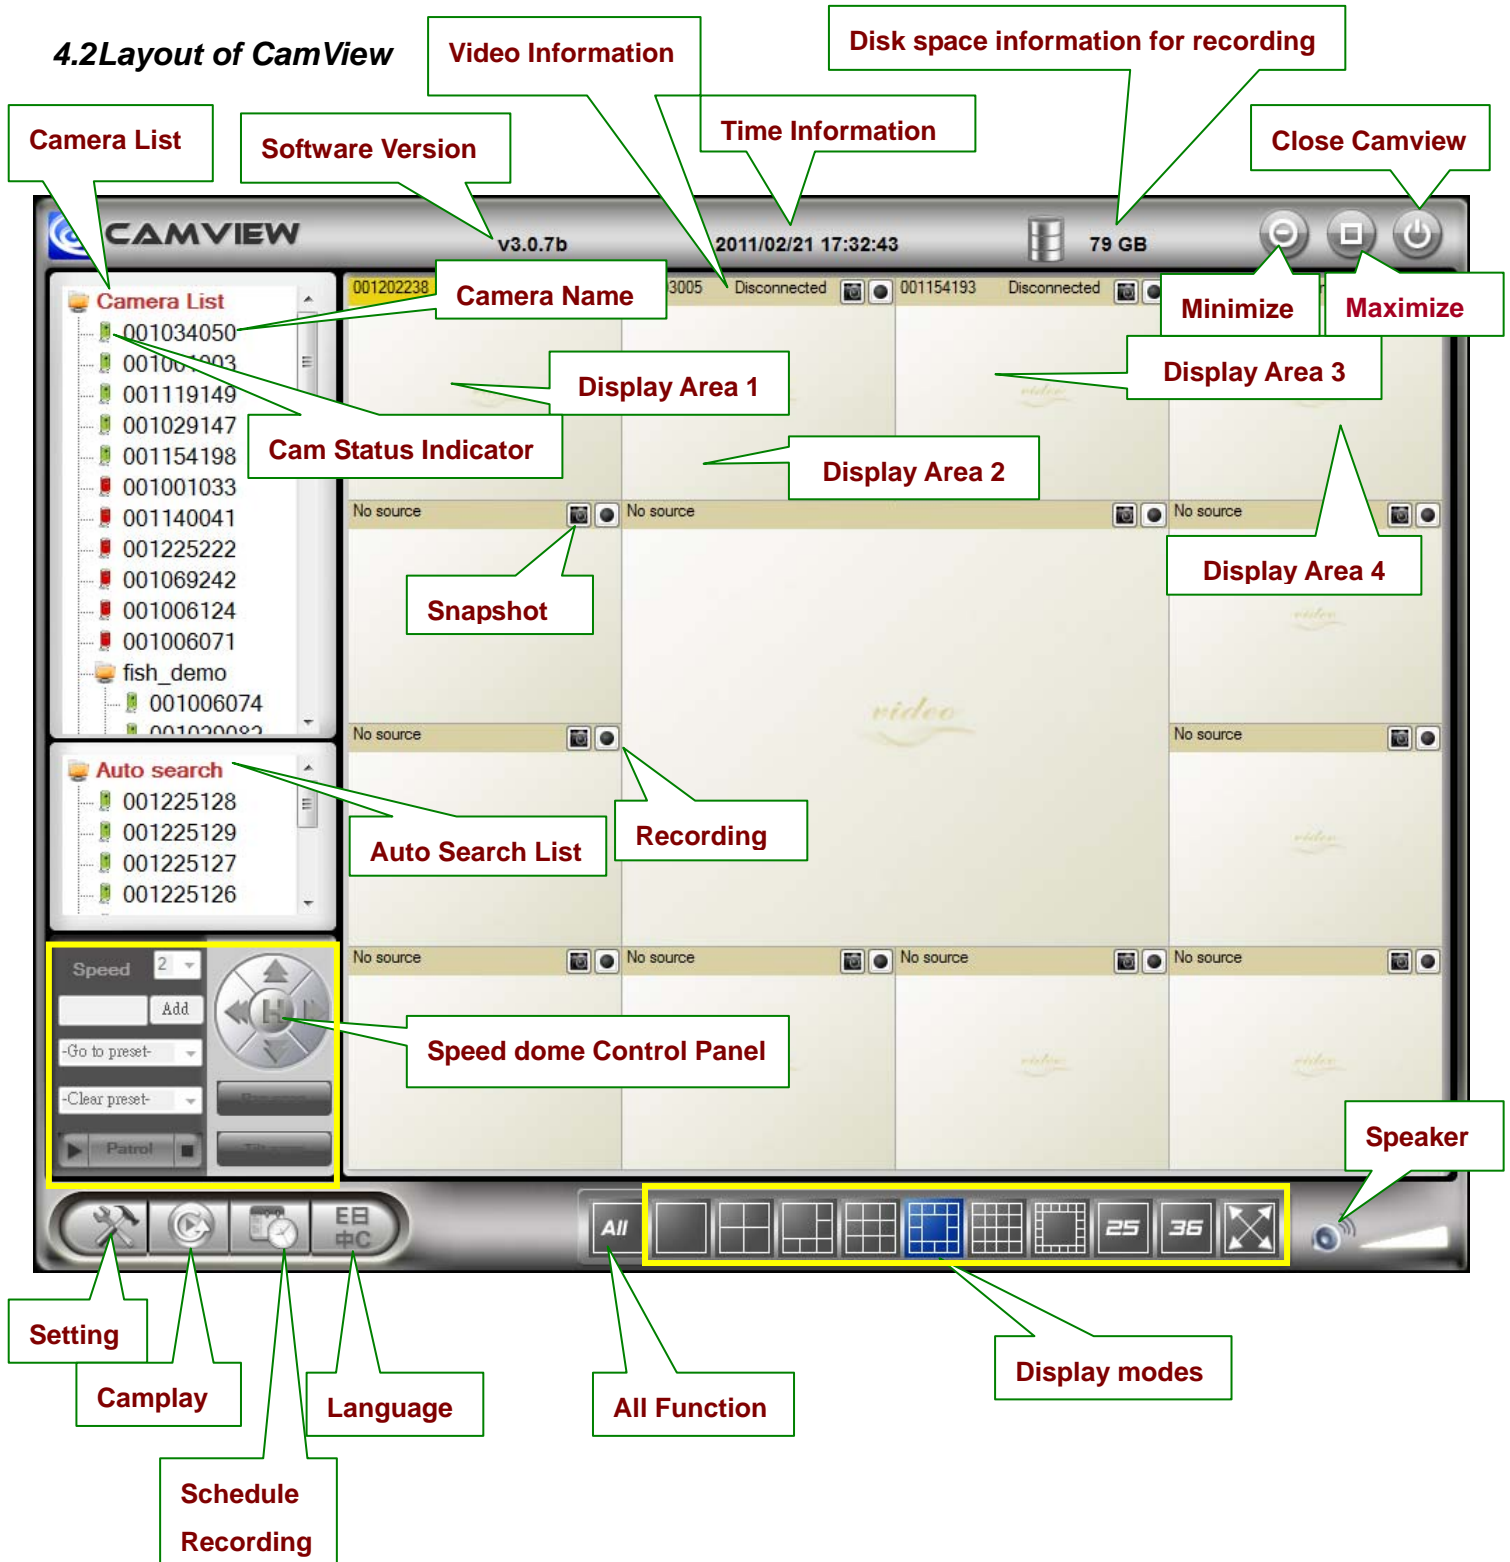 4.2Layout of CamView
Video Information
Disk space information for recording
Camera List
Software Version
Time Information
Close Camview
CAMVIEW
v3.0.7b
2011/02/21 17:32:43
79 GB
Minimize
Maximize
Camera List
001034050
001119149
001029147
001154198
001001033
001140041
001225222
001069242
001006124
001006071
fish_demo
001006074
Camera Name
Cam Status Indicator
001202238
3005 Disconnected
001154193 Disconnected
Display Area 1
Display Area 2
Display Area 3
Display Area 4
No source
No source
No source
Snapshot
video
No source
No source
Recording
Auto search
001225128
001225129
001225127
001225126
Auto Search List
No source
No source
No source
No source
Speed 2
Add
-Go to preset-
-Clear preset-
Patrol
H
Speed dome Control Panel
Speaker
E日
中C
All
25
36
Setting
Camplay
Schedule
Recording
Language
All Function
Display modes